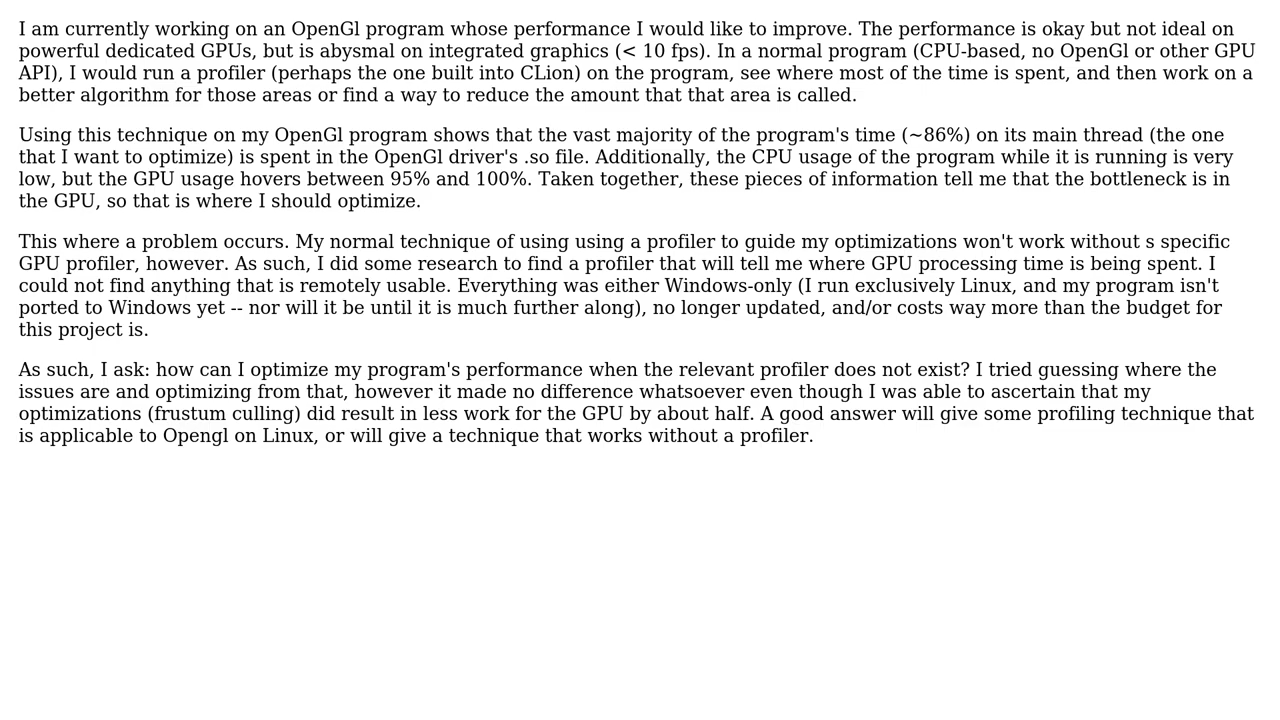 I am currently working on an OpenGl program whose performance I would like to improve. The performance is okay but not ideal on
powerful dedicated GPUs, but is abysmal on integrated graphics (< 10 fps). In a normal program (CPU-based, no OpenGl or other GPU
API), I would run a profiler (perhaps the one built into CLion) on the program, see where most of the time is spent, and then work on a
better algorithm for those areas or find a way to reduce the amount that that area is called.
Using this technique on my OpenGl program shows that the vast majority of the program's time (~86%) on its main thread (the one
that I want to optimize) is spent in the OpenGl driver's .so file. Additionally, the CPU usage of the program while it is running is very
low, but the GPU usage hovers between 95% and 100%. Taken together, these pieces of information tell me that the bottleneck is in
the GPU, so that is where I should optimize.
This where a problem occurs. My normal technique of using using a profiler to guide my optimizations won't work without s specific
GPU profiler, however. As such, I did some research to find a profiler that will tell me where GPU processing time is being spent. I
could not find anything that is remotely usable. Everything was either Windows-only (I run exclusively Linux, and my program isn't
ported to Windows yet -- nor will it be until it is much further along), no longer updated, and/or costs way more than the budget for
this project is.
As such, I ask: how can I optimize my program's performance when the relevant profiler does not exist? I tried guessing where the
issues are and optimizing from that, however it made no difference whatsoever even though I was able to ascertain that my
optimizations (frustum culling) did result in less work for the GPU by about half. A good answer will give some profiling technique that
is applicable to Opengl on Linux, or will give a technique that works without a profiler.